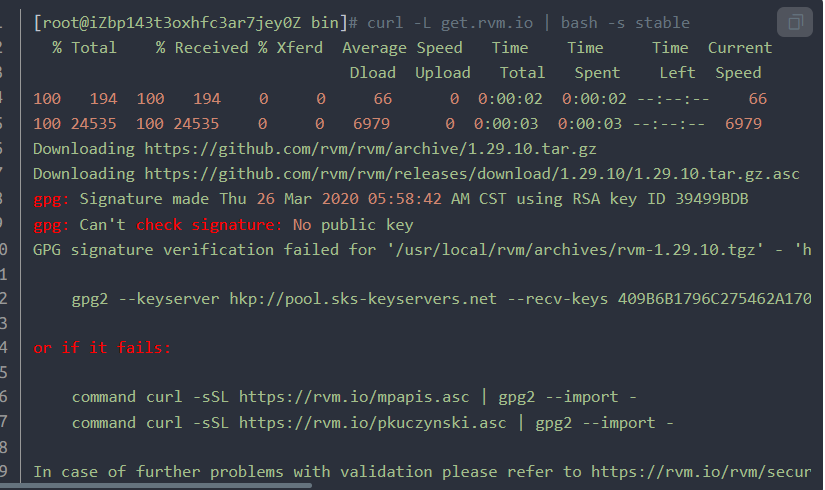 [root@iZbp143t3oxhfc3ar7jey0Z bin]# curl -L get.rvm.io | bash -s stable
2 % Total % Received % Xferd Average Speed Time Time Time Current
3 Dload Upload Total Spent Left Speed
4 100 194 100 194 0 0 66 0 0:00:02 0:00:02 --:--:-- 66
5 100 24535 100 24535 0 0 6979 0 0:00:03 0:00:03 --:--:-- 6979
6 Downloading https://github.com/rvm/rvm/archive/1.29.10.tar.gz
7 Downloading https://github.com/rvm/rvm/releases/download/1.29.10/1.29.10.tar.gz.asc
8 gpg: Signature made Thu 26 Mar 2020 05:58:42 AM CST using RSA key ID 39499BDB
9 gpg: Can't check signature: No public key
0 GPG signature verification failed for '/usr/local/rvm/archives/rvm-1.29.10.tgz' - 'h
1
2 gpg2 --keyserver hkp://pool.sks-keyservers.net --recv-keys 409B6B1796C275462A170
3
4 or if it fails:
5
6 command curl -sSL https://rvm.io/mpapis.asc | gpg2 --import -
7 command curl -sSL https://rvm.io/pkuczynski.asc | gpg2 --import -
8
9 In case of further problems with validation please refer to https://rvm.io/rvm/secur